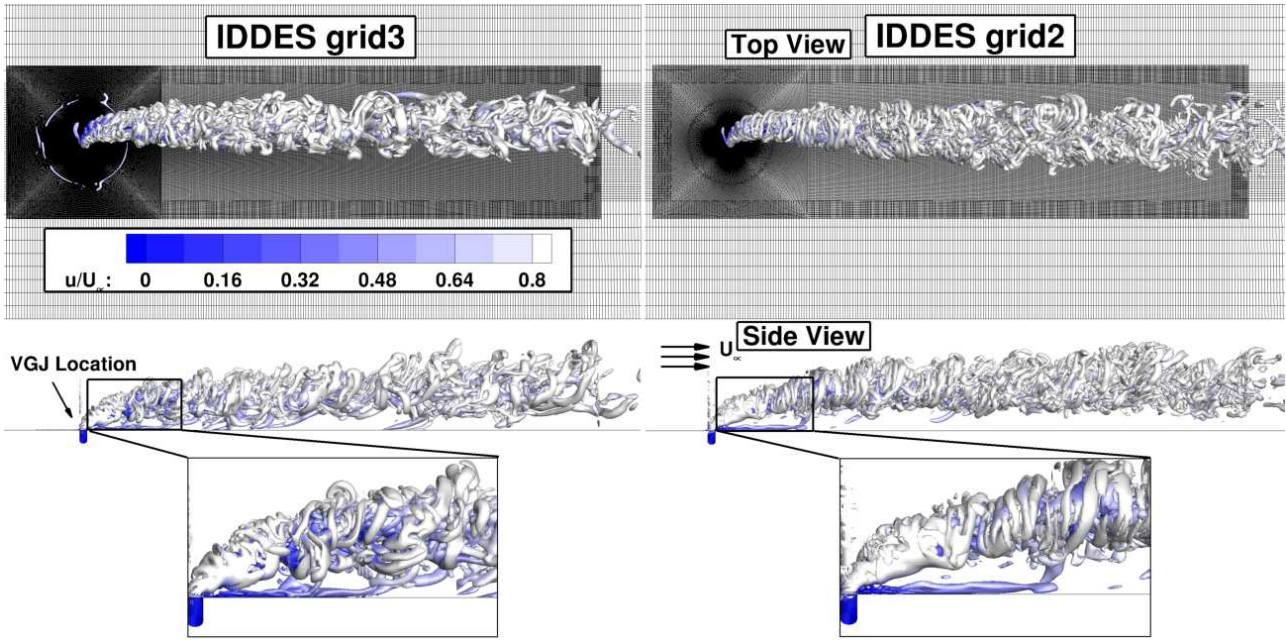 IDDES grid3
Top View
IDDES grid2
u/U∝:
0 0.16 0.32 0.48 0.64 0.8
VGJ Location
U∝
Side View